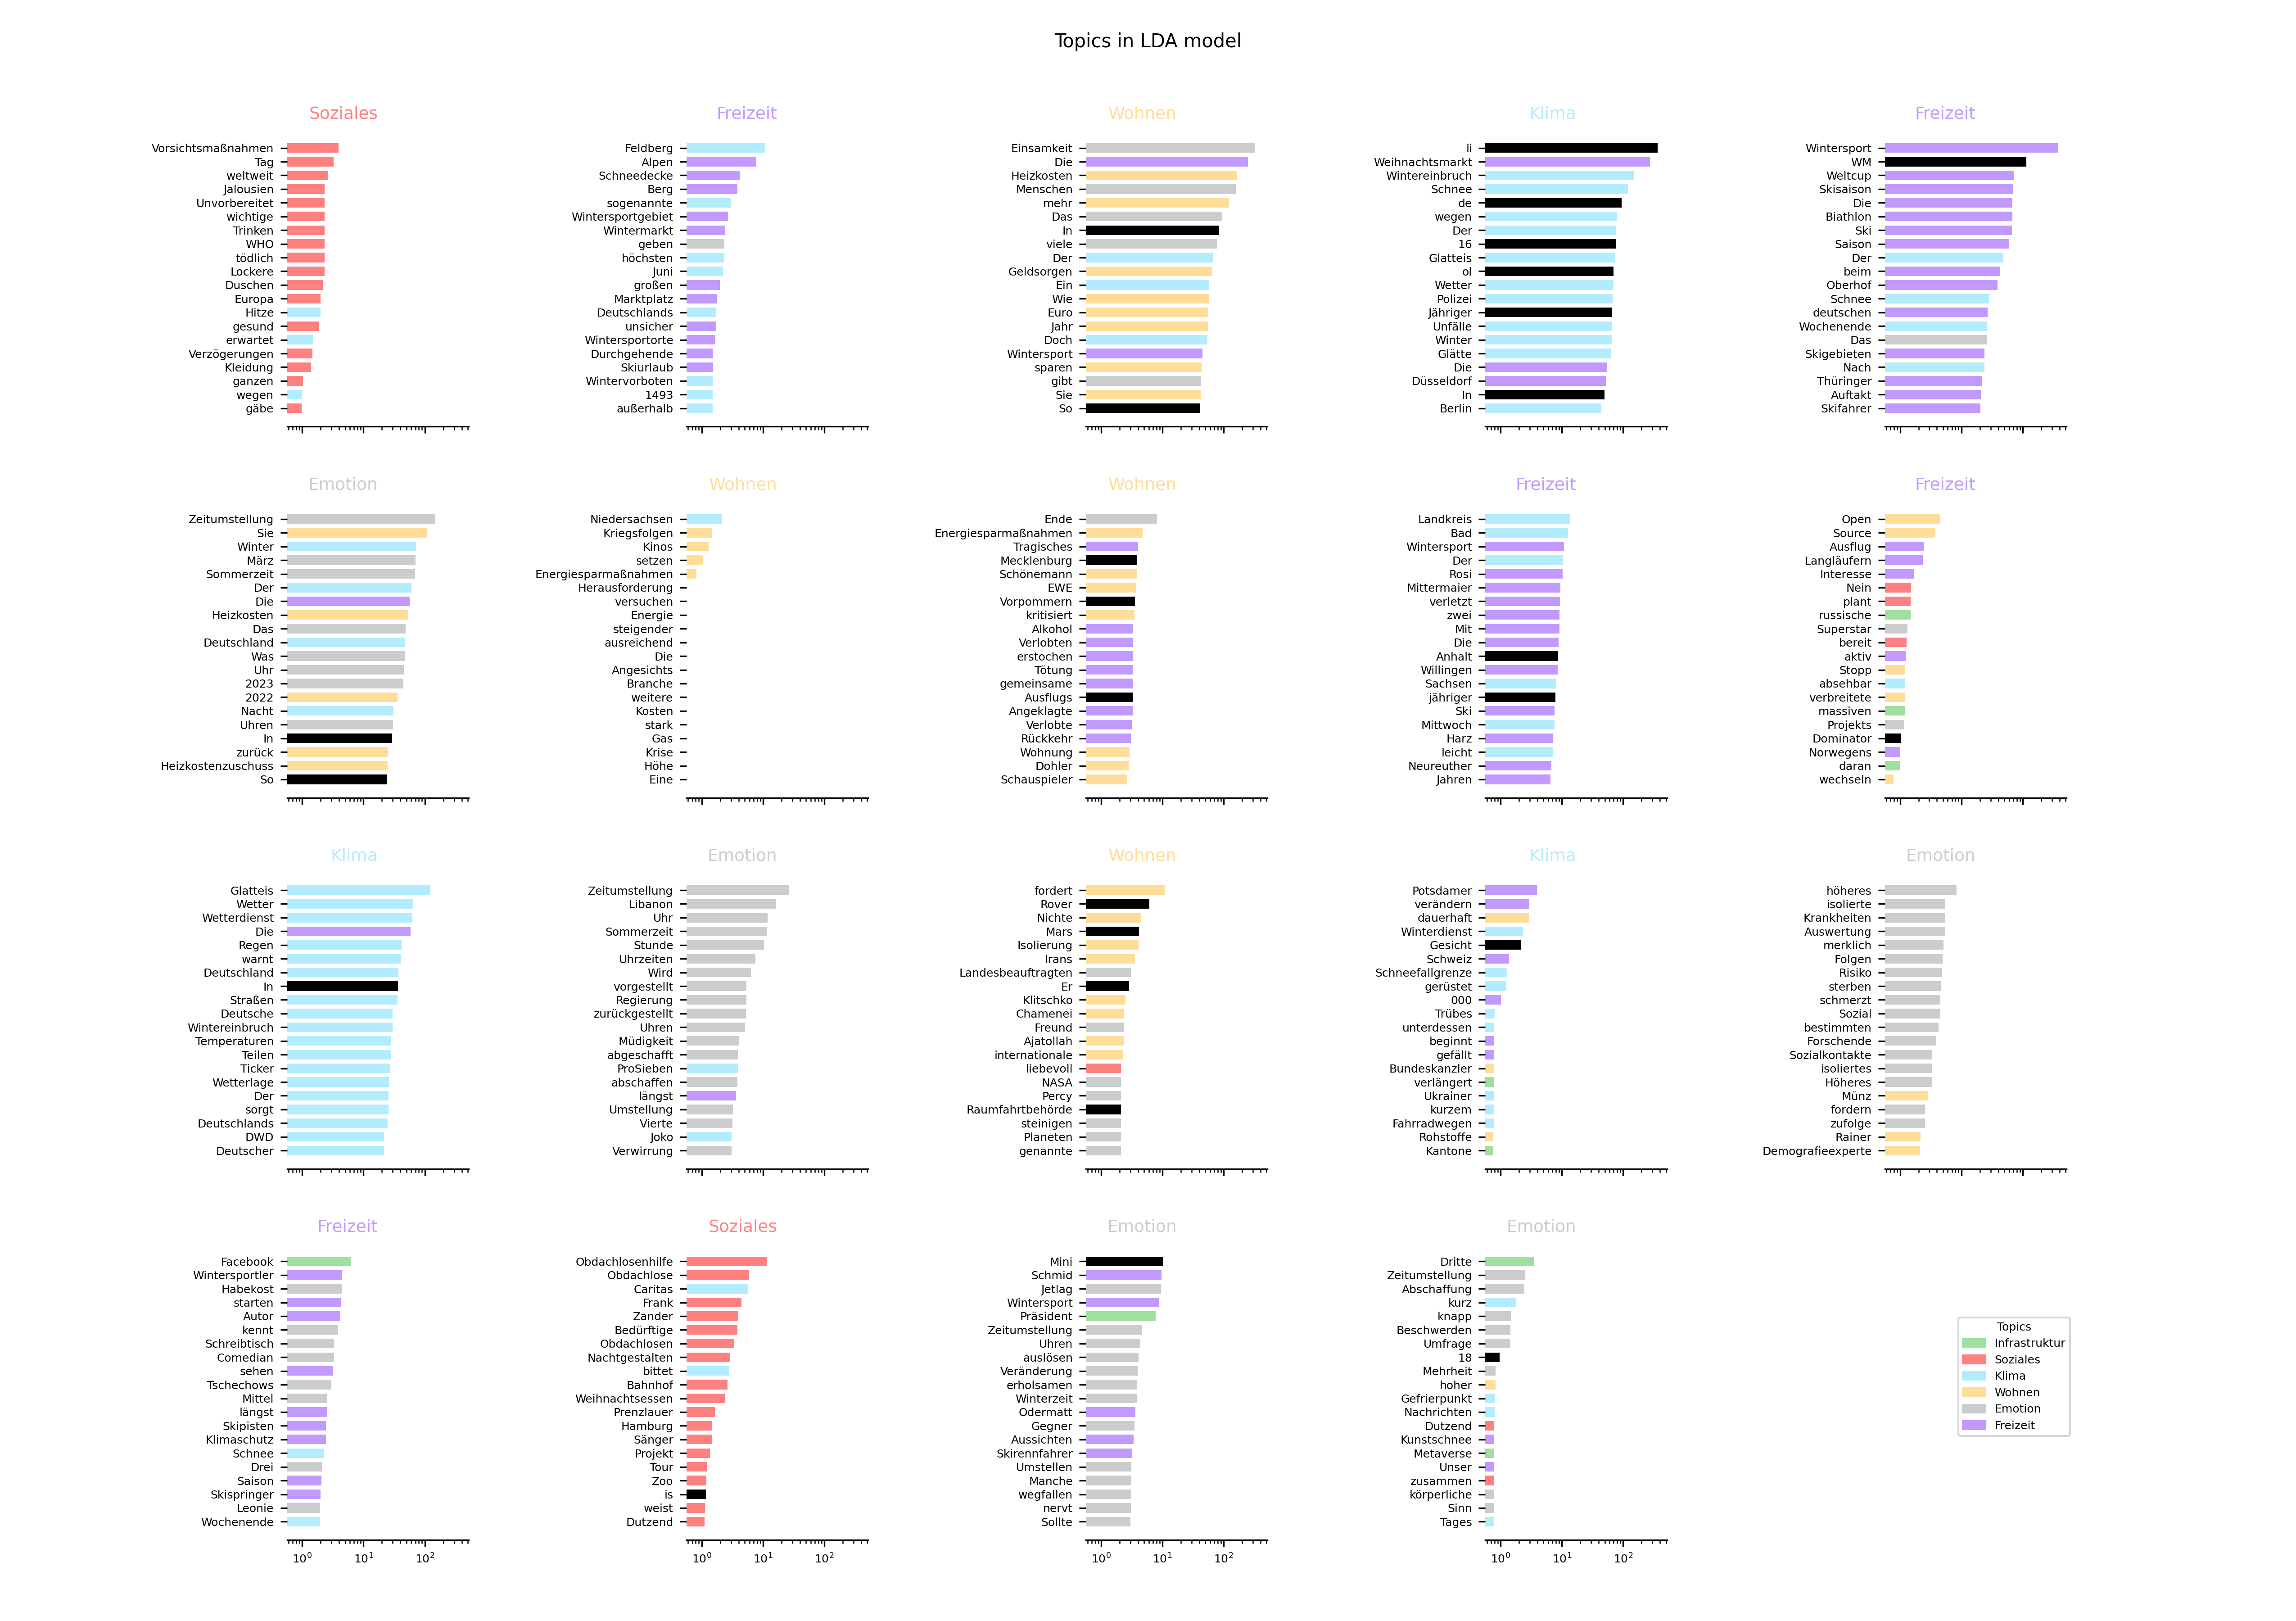 Topics in LDA model
Soziales
Vorsichtsmaßnahmen
Tag
weltweit
Jalousien
Unvorbereitet
wichtige
Trinken
WHO
tödlich
Lockere
Duschen
Europa
Hitze
gesund
erwartet
Verzögerungen
Kleidung
ganzen
wegen
gäbe
Freizeit
Feldberg
Alpen
Schneedecke
Berg
sogenannte
Wintersportgebiet
Wintermarkt
geben
höchsten
Juni
großen
Marktplatz
Deutschlands
unsicher
Wintersportorte
Durchgehende
Skiurlaub
Wintervorboten
1493
außerhalb
Wohnen
Einsamkeit
Die
Heizkosten
Menschen
mehr
Das
In
viele
Der
Geldsorgen
Ein
Wie
Euro
Jahr
Doch
Wintersport
sparen
gibt
Sie
So
Klima
li
Weihnachtsmarkt
Wintereinbruch
Schnee
de
wegen
Der
16
Glatteis
ol
Wetter
Polizei
Jähriger
Unfälle
Winter
Glätte
Die
Düsseldorf
In
Berlin
Freizeit
Wintersport
WM
Weltcup
Skisaison
Die
Biathlon
Ski
Saison
Der
beim
Oberhof
Schnee
deutschen
Wochenende
Das
Skigebieten
Nach
Thüringer
Auftakt
Skifahrer
Emotion
Zeitumstellung
Sie
Winter
März
Sommerzeit
Der
Die
Heizkosten
Das
Deutschland
Was
Uhr
2023
2022
Nacht
Uhren
In
zurück
Heizkostenzuschuss
So
Wohnen
Niedersachsen
Kriegsfolgen
Kinos
setzen
Energiesparmaßnahmen
Herausforderung
versuchen
Energie
steigender
ausreichend
Die
Angesichts
Branche
weitere
Kosten
stark
Gas
Krise
Höhe
Eine
Wohnen
Ende
Energiesparmaßnahmen
Tragisches
Mecklenburg
Schönemann
EWE
Vorpommern
kritisiert
Alkohol
Verlobten
erstochen
Tötung
gemeinsame
Ausflugs
Angeklagte
Verlobte
Rückkehr
Wohnung
Dohler
Schauspieler
Freizeit
Landkreis
Bad
Wintersport
Der
Rosi
Mittermaier
verletzt
zwei
Mit
Die
Anhalt
Willingen
Sachsen
jähriger
Ski
Mittwoch
Harz
leicht
Neureuther
Jahren
Freizeit
Open
Source
Ausflug
Langläufern
Interesse
Nein
plant
russische
Superstar
bereit
aktiv
Stopp
absehbar
verbreitete
massiven
Projekts
Dominator
Norwegens
daran
wechseln
Klima
Glatteis
Wetter
Wetterdienst
Die
Regen
warnt
Deutschland
In
Straßen
Deutsche
Wintereinbruch
Temperaturen
Teilen
Ticker
Wetterlage
Der
sorgt
Deutschlands
DWD
Deutscher
Emotion
Zeitumstellung
Libanon
Uhr
Sommerzeit
Stunde
Uhrzeiten
Wird
vorgestellt
Regierung
zurückgestellt
Uhren
Müdigkeit
abgeschafft
ProSieben
abschaffen
längst
Umstellung
Vierte
Joko
Verwirrung
Wohnen
fordert
Rover
Nichte
Mars
Isolierung
Irans
Landesbeauftragten
Er
Klitschko
Chamenei
Freund
Ajatollah
internationale
liebevoll
NASA
Percy
Raumfahrtbehörde
steinigen
Planeten
genannte
Klima
Potsdamer
verändern
dauerhaft
Winterdienst
Gesicht
Schweiz
Schneefallgrenze
gerüstet
000
Trübes
unterdessen
beginnt
gefällt
Bundeskanzler
verlängert
Ukrainer
kurzem
Fahrradwegen
Rohstoffe
Kantone
Emotion
höheres
isolierte
Krankheiten
Auswertung
merklich
Folgen
Risiko
sterben
schmerzt
Sozial
bestimmten
Forschende
Sozialkontakte
isoliertes
Höheres
Münz
fordern
zufolge
Rainer
Demografieexperte
Freizeit
Facebook
Wintersportler
Habekost
starten
Autor
kennt
Schreibtisch
Comedian
sehen
Tschechows
Mittel
längst
Skipisten
Klimaschutz
Schnee
Drei
Saison
Skispringer
Leonie
Wochenende
10⁰ 10¹ 10²
Soziales
Obdachlosenhilfe
Obdachlose
Caritas
Frank
Zander
Bedürftige
Obdachlosen
Nachtgestalten
bittet
Bahnhof
Weihnachtsessen
Prenzlauer
Hamburg
Sänger
Projekt
Tour
Zoo
is
weist
Dutzend
10⁰ 10¹ 10²
Emotion
Mini
Schmid
Jetlag
Wintersport
Präsident
Zeitumstellung
Uhren
auslösen
Veränderung
erholsamen
Winterzeit
Odermatt
Gegner
Aussichten
Skirennfahrer
Umstellen
Manche
wegfallen
nervt
Sollte
10⁰ 10¹ 10²
Emotion
Dritte
Zeitumstellung
Abschaffung
kurz
knapp
Beschwerden
Umfrage
18
Mehrheit
hoher
Gefrierpunkt
Nachrichten
Dutzend
Kunstschnee
Metaverse
Unser
zusammen
körperliche
Sinn
Tages
10⁰ 10¹ 10²
Topics
Infrastruktur
Soziales
Klima
Wohnen
Emotion
Freizeit